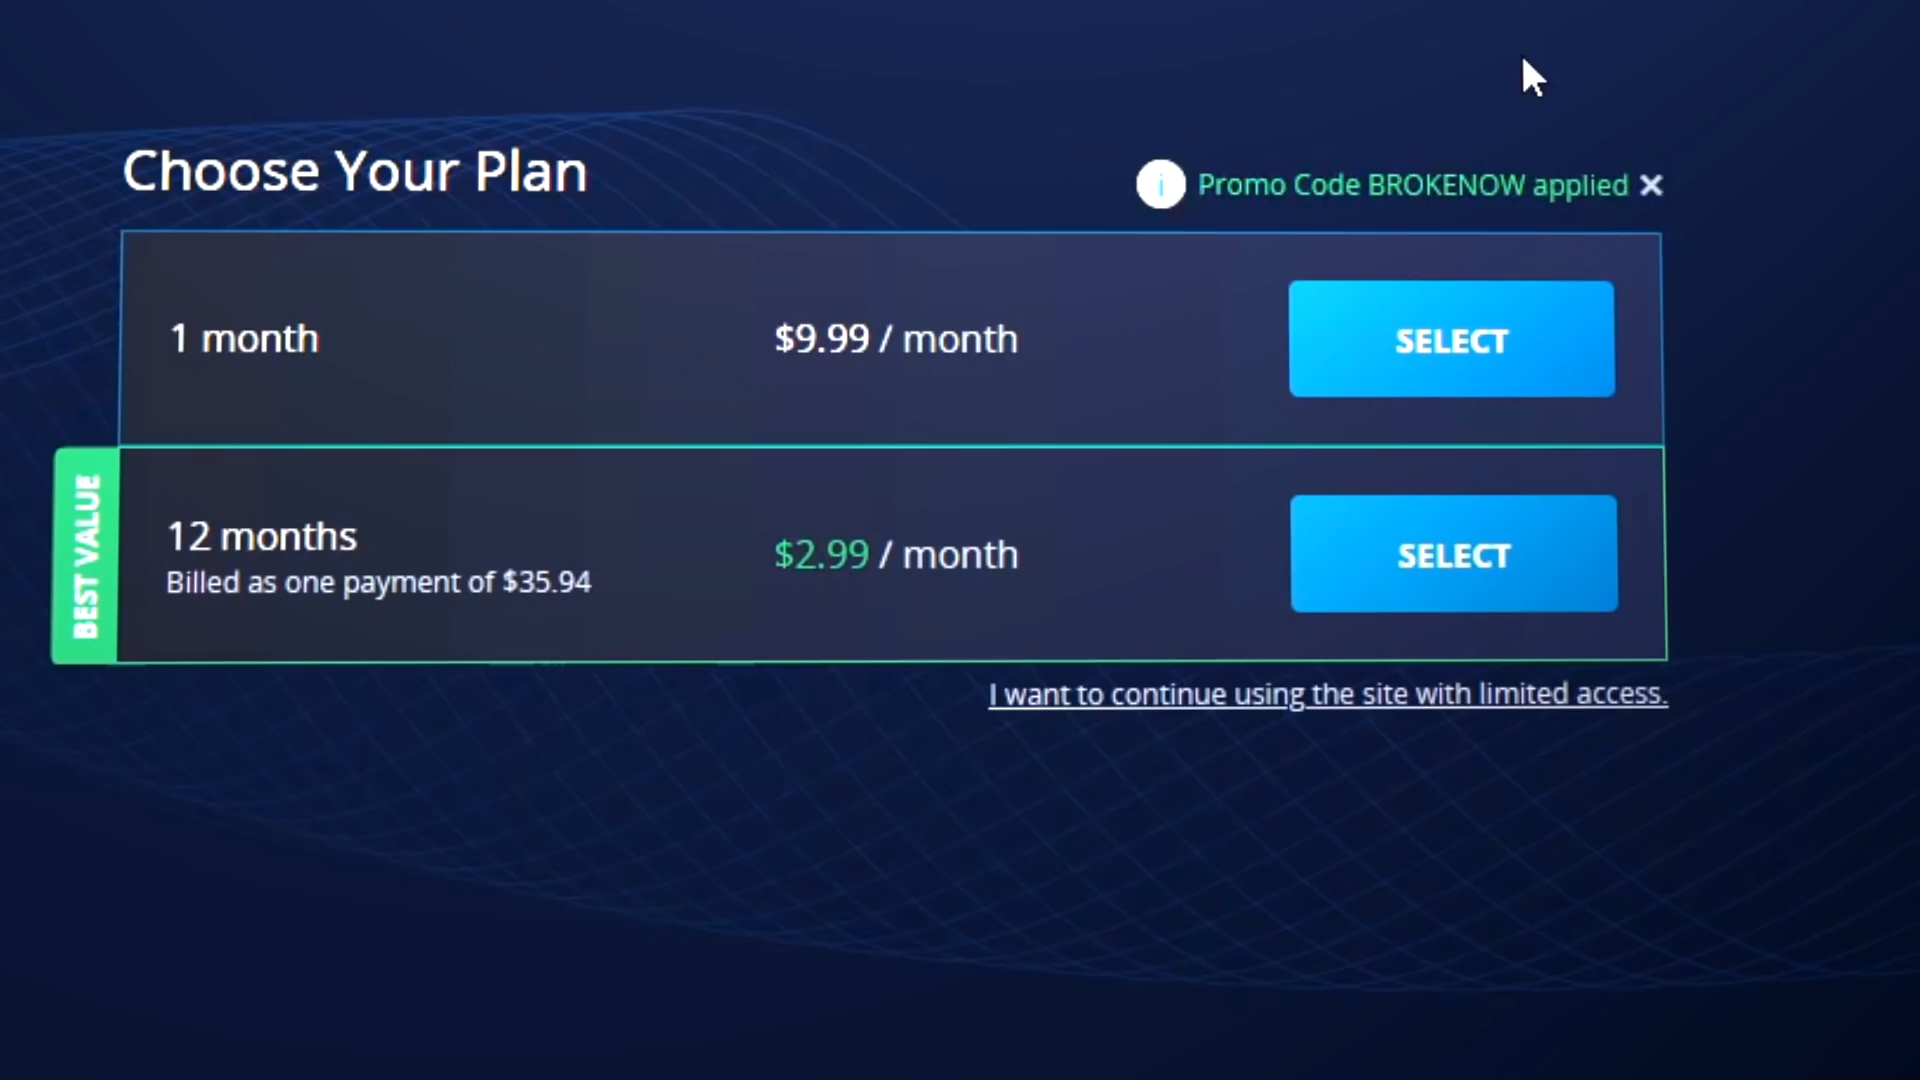 Choose Your Plan
i Promo Code BROKENOW applied ✕
1 month
$9.99 / month
SELECT
BEST VALUE
12 months
Billed as one payment of $35.94
$2.99 / month
SELECT
I want to continue using the site with limited access.